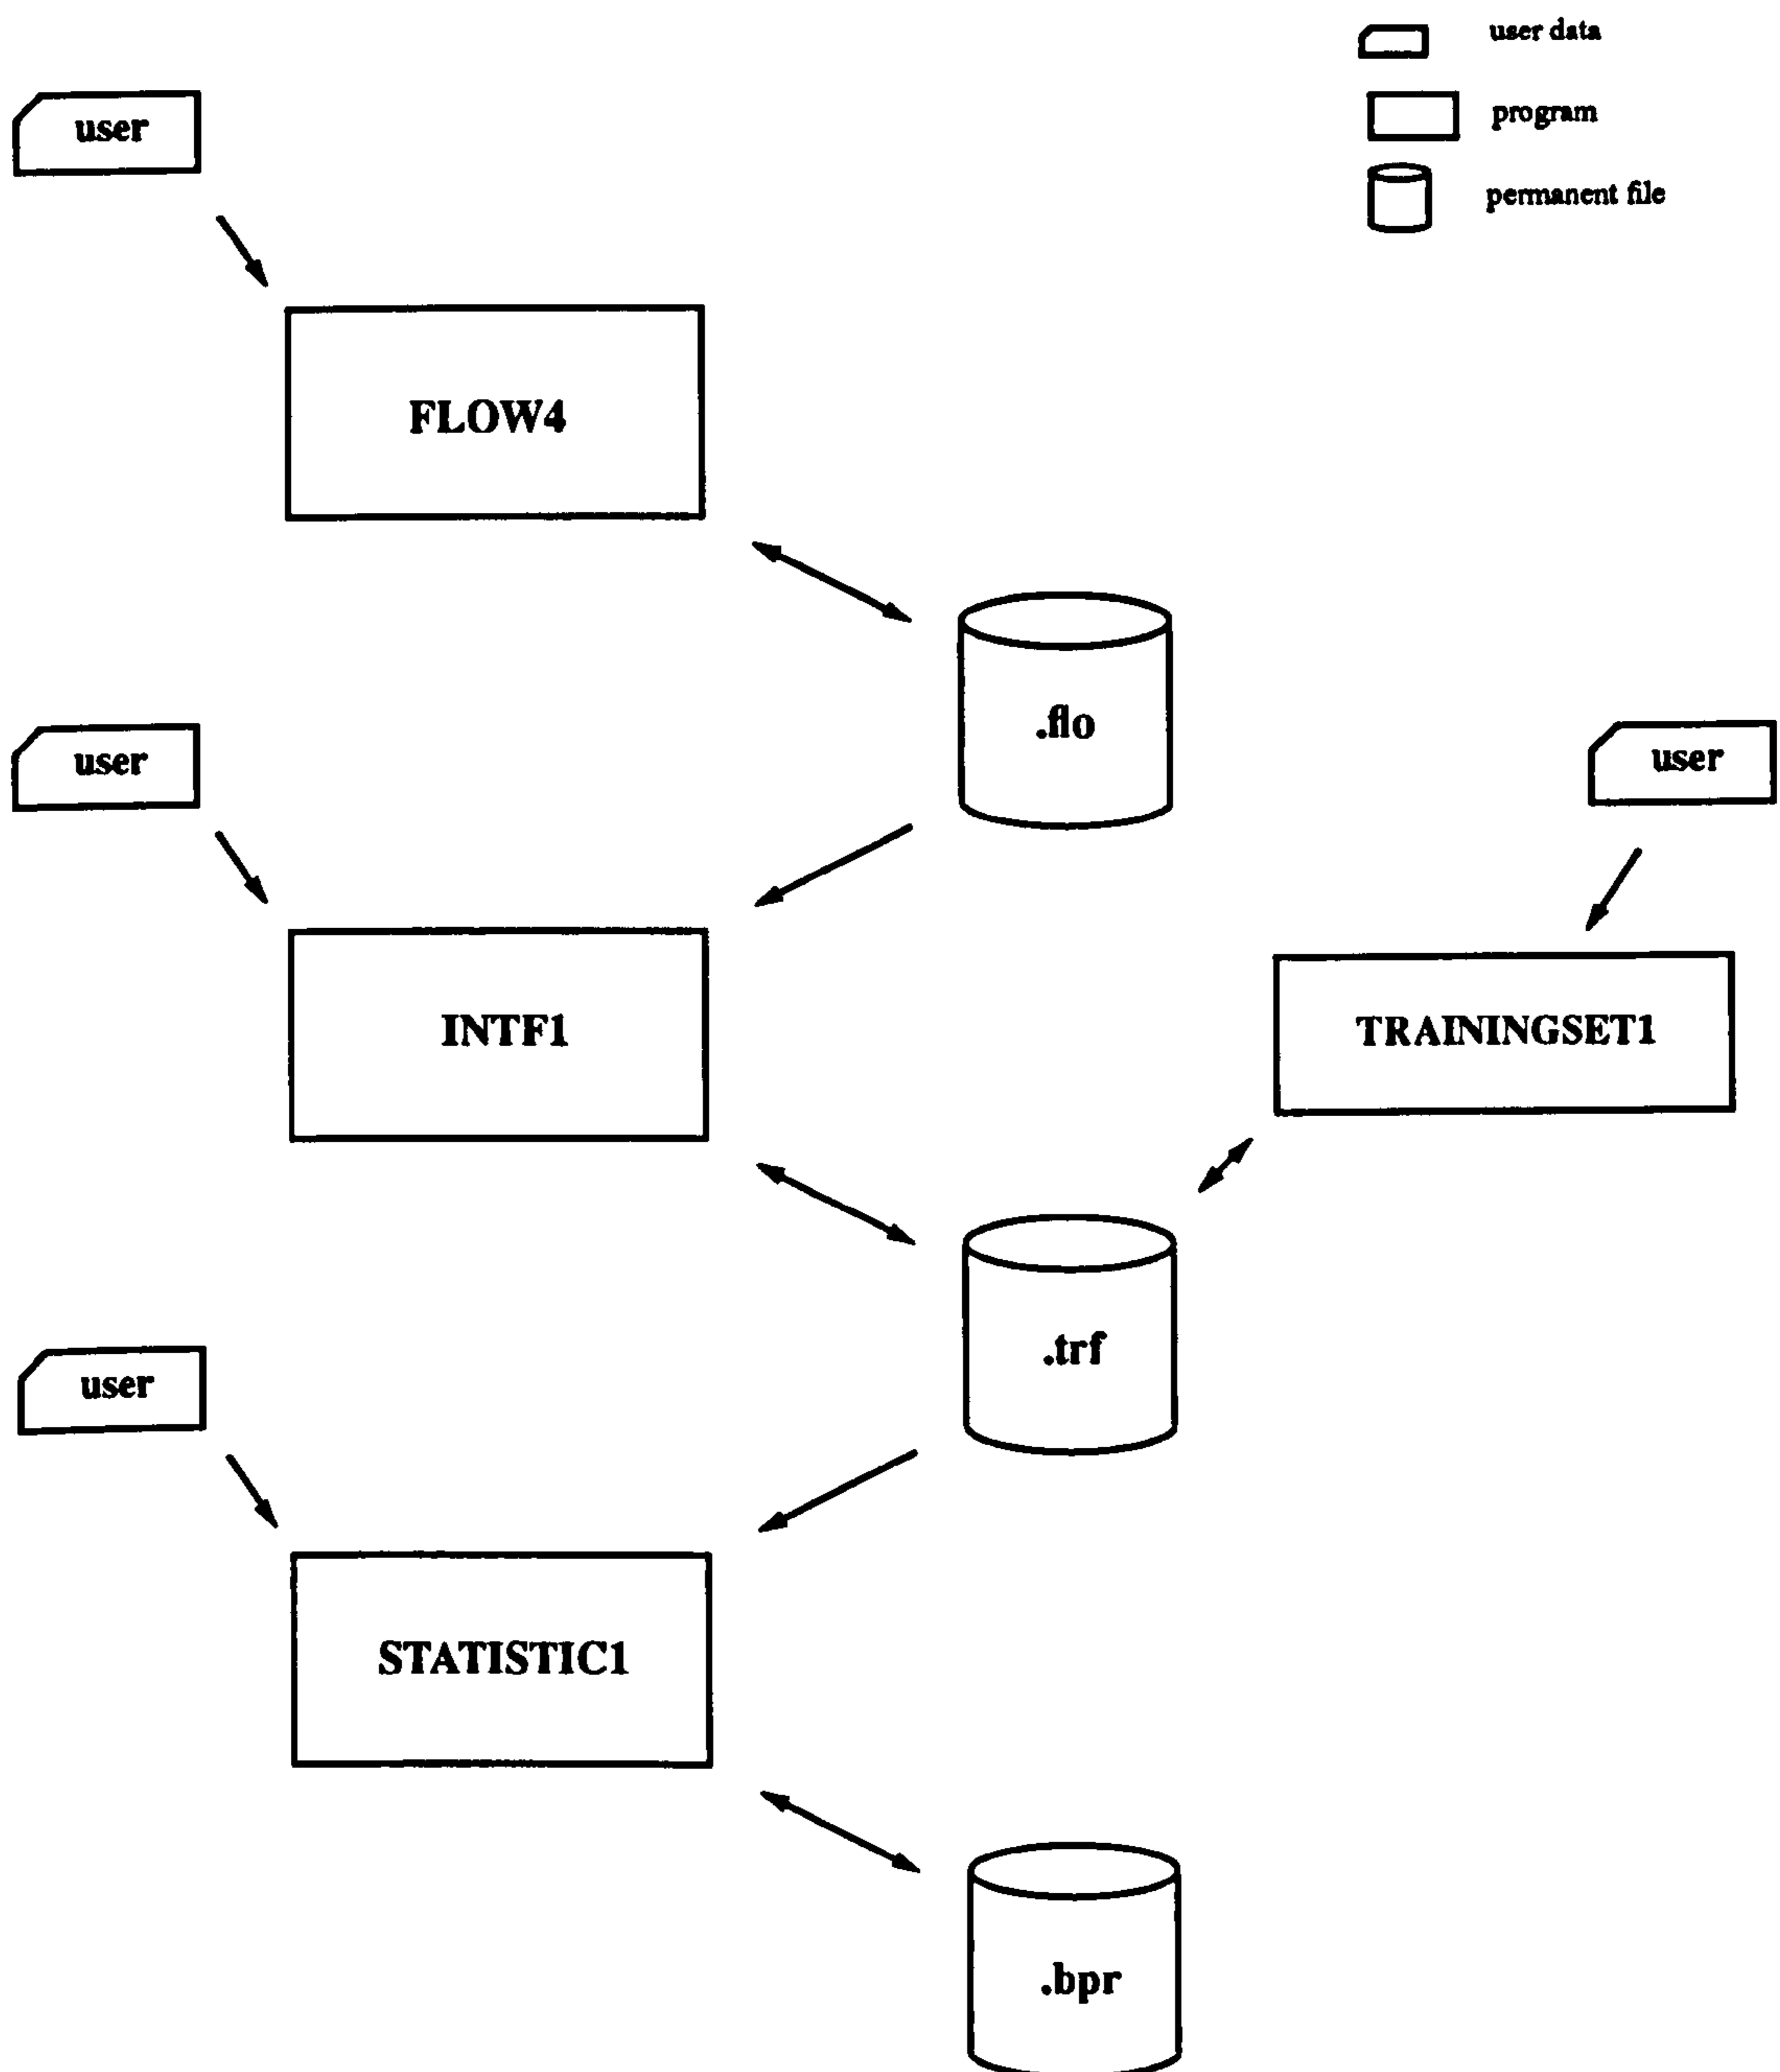 user data
program
permanent file
user
FLOW4
.flo
user
user
INTF1
TRAININGSET1
.trf
user
STATISTIC1
.bpr